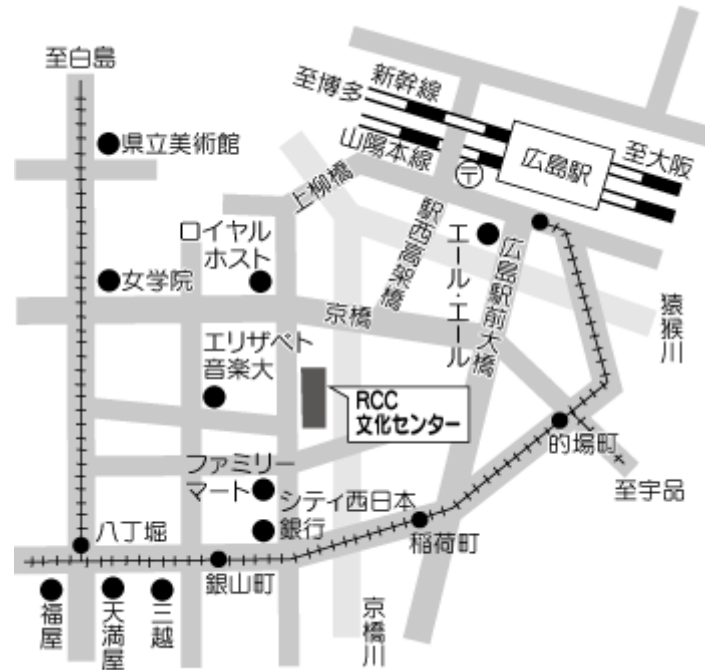 至白島
県立美術館
新幹線
至博多
山陽本線
〒
広島駅
至大阪
上柳橋
ロイヤル
ホスト
女学院
駅西高架橋
エール・エール
広島駅前大橋
猿猴川
京橋
エリザベト
音楽大
RCC
文化センター
的場町
至宇品
ファミリー
マート
シティ西日本
銀行
八丁堀
稲荷町
銀山町
福屋
天満屋
三越
京橋川